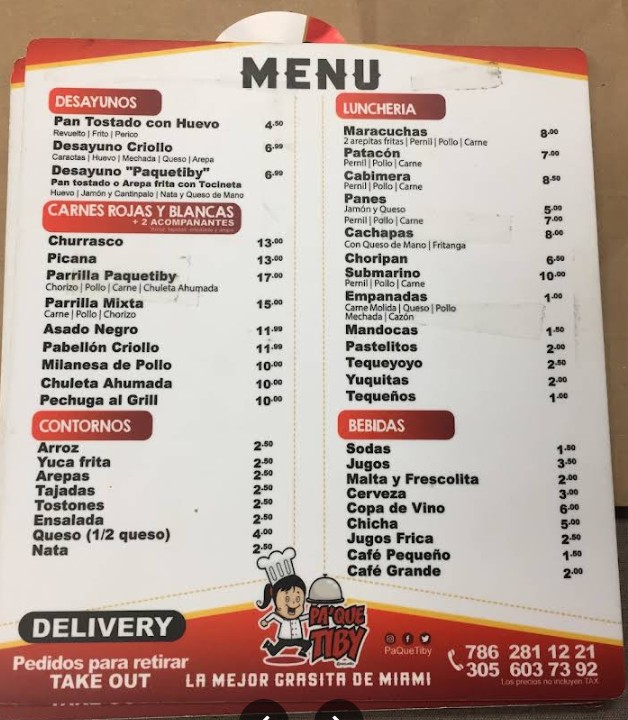 MENU
DESAYUNOS
Pan Tostado con Huevo 4.50
Revuelto | Frito | Perico
Desayuno Criollo 6.99
Caraotas | Huevo | Mechada | Queso | Arepa
Desayuno "Paquetiby" 6.99
Pan tostado o Arepa frita con Tocineta
Huevo | Jamón y Cantinpalo | Nata y Queso de Mano
CARNES ROJAS Y BLANCAS
+ 2 ACOMPAÑANTES
Churrasco 13.00
Picana 13.00
Parrilla Paquetiby 17.00
Chorizo | Pollo | Carne | Chuleta Ahumada
Parrilla Mixta 15.00
Carne | Pollo | Chorizo
Asado Negro 11.99
Pabellón Criollo 11.99
Milanesa de Pollo 10.00
Chuleta Ahumada 10.00
Pechuga al Grill 10.00
CONTORNOS
Arroz 2.50
Yuca frita 2.50
Arepas 2.50
Tajadas 2.50
Tostones 2.50
Ensalada 2.50
Queso (1/2 queso) 4.00
Nata 2.50
LUNCHERIA
Maracuchas 8.00
2 arepitas fritas | Pernil | Pollo | Carne
Patacón 7.00
Pernil | Pollo | Carne
Cabimera 8.50
Pernil | Pollo | Carne
Panes
Jamón y Queso 5.00
Pernil | Pollo | Carne 7.00
Cachapas 8.00
Con Queso de Mano | Fritanga
Choripan 6.50
Submarino 10.00
Pernil | Pollo | Carne
Empanadas 1.00
Carne Molida | Queso | Pollo
Mechada | Cazón
Mandocas 1.50
Pastelitos 2.00
Tequeyoyo 2.50
Yuquitas 2.00
Tequeños 1.00
BEBIDAS
Sodas 1.50
Jugos 3.50
Malta y Frescolita 2.00
Cerveza 3.00
Copa de Vino 6.00
Chicha 5.00
Jugos Frica 2.50
Café Pequeño 1.50
Café Grande 2.00
DELIVERY
Pedidos para retirar
TAKE OUT
PA'QUE
TIBY
LA MEJOR GRASITA DE MIAMI
PaQueTiby
786 281 12 21
305 603 73 92
Los precios no incluyen TAX